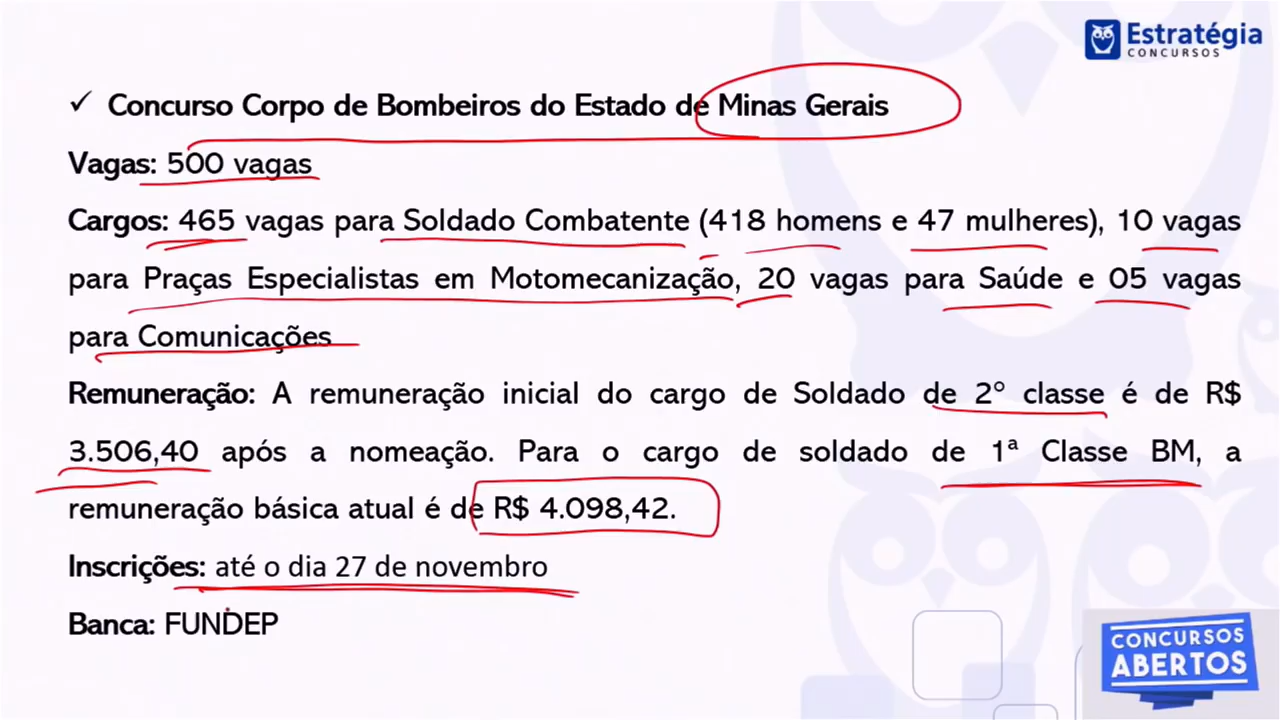 Estratégia
CONCURSOS
✓ Concurso Corpo de Bombeiros do Estado de Minas Gerais
Vagas: 500 vagas
Cargos: 465 vagas para Soldado Combatente (418 homens e 47 mulheres), 10 vagas
para Praças Especialistas em Motomecanização, 20 vagas para Saúde e 05 vagas
para Comunicações
Remuneração: A remuneração inicial do cargo de Soldado de 2° classe é de R$
3.506,40 após a nomeação. Para o cargo de soldado de 1ª Classe BM, a
remuneração básica atual é de R$ 4.098,42.
Inscrições: até o dia 27 de novembro
Banca: FUNDEP
CONCURSOS
ABERTOS